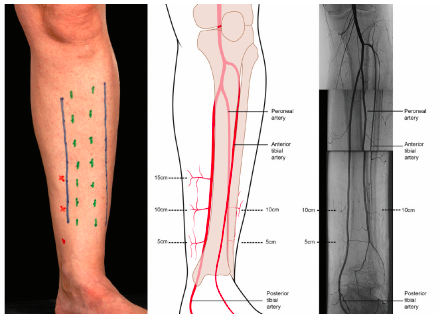 Peroneal
artery
Anterior
tibial
artery
15cm
10cm
10cm
5cm
5cm
Posterior
tibial
artery
Peroneal
artery
Anterior
tibial
artery
10cm
10cm
5cm
Posterior
tibial
artery